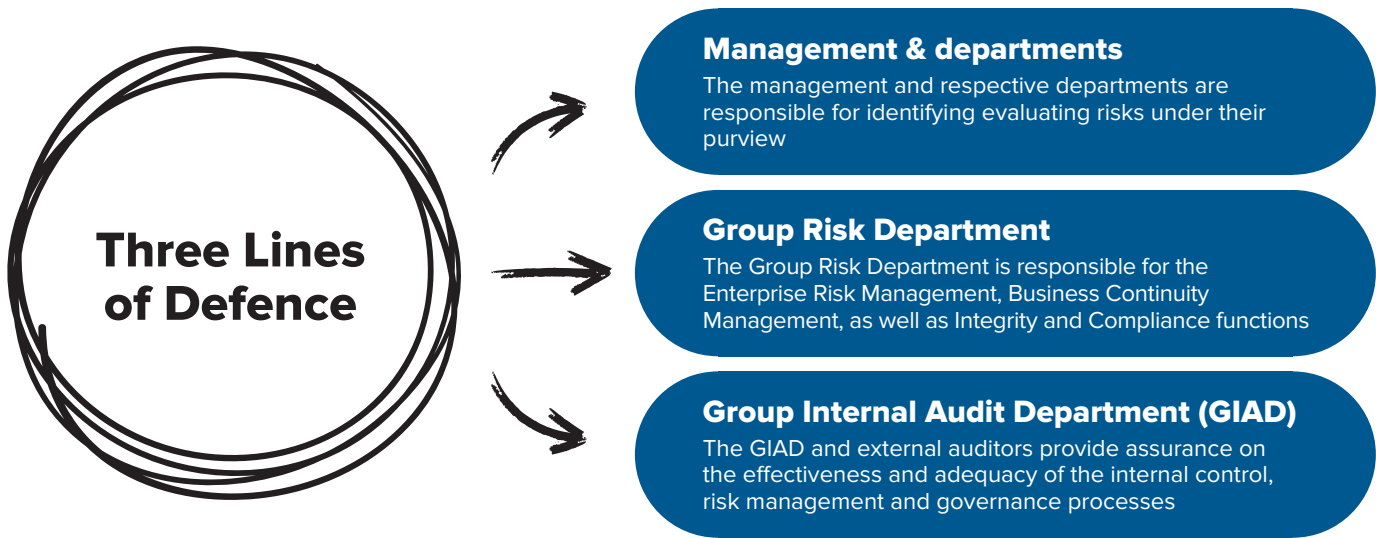 Three Lines
of Defence
Management & departments
The management and respective departments are
responsible for identifying evaluating risks under their
purview
Group Risk Department
The Group Risk Department is responsible for the
Enterprise Risk Management, Business Continuity
Management, as well as Integrity and Compliance functions
Group Internal Audit Department (GIAD)
The GIAD and external auditors provide assurance on
the effectiveness and adequacy of the internal control,
risk management and governance processes